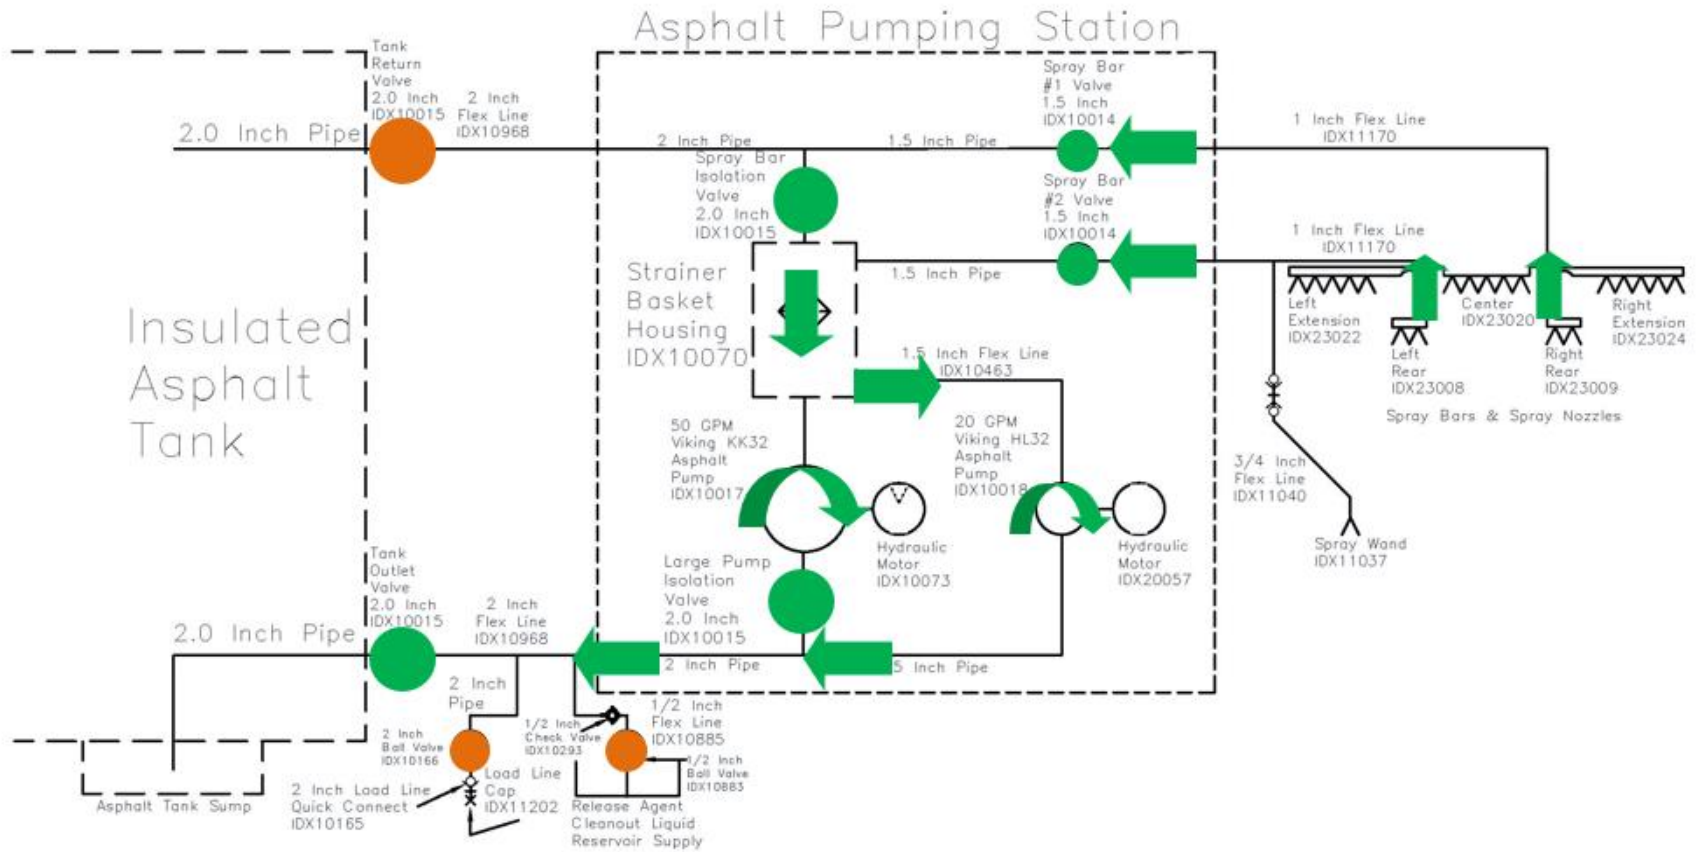 Asphalt Pumping Station
Tank
Return
Valve
2.0 Inch
IDX10015
2 Inch
Flex Line
IDX10968
2.0 Inch Pipe
2 Inch Pipe
Spray Bar
Isolation
Valve
2.0 Inch
IDX10015
1.5 Inch Pipe
Spray Bar
#1 Valve
1.5 Inch
IDX10014
1 Inch Flex Line
IDX11170
Spray Bar
#2 Valve
1.5 Inch
IDX10014
1 Inch Flex Line
IDX11170
1.5 Inch Pipe
Strainer
Basket
Housing
IDX10070
Insulated
Asphalt
Tank
Left
Extension
IDX23022
Center
IDX23020
Right
Extension
IDX23024
Left
Rear
IDX23008
Right
Rear
IDX23009
Spray Bars & Spray Nozzles
1.5 Inch Flex Line
IDX10463
50 GPM
Viking KK32
Asphalt
Pump
IDX10017
20 GPM
Viking HL32
Asphalt
Pump
IDX10018
3/4 Inch
Flex Line
IDX11040
Spray Wand
IDX11037
Hydraulic
Motor
IDX10073
Hydraulic
Motor
IDX20057
Large Pump
Isolation
Valve
2.0 Inch
IDX10015
Tank
Outlet
Valve
2.0 Inch
IDX10015
2 Inch
Flex Line
IDX10968
2.0 Inch Pipe
2 Inch Pipe
5 Inch Pipe
2 Inch
Pipe
2 Inch
Ball Valve
IDX10166
1/2 Inch
Check Valve
IDX10293
1/2 Inch
Flex Line
IDX10885
1/2 Inch
Ball Valve
IDX10883
Asphalt Tank Sump
2 Inch Load Line
Quick Connect
IDX10165
Load Line
Cap
IDX11202
Release Agent
Cleanout Liquid
Reservoir Supply